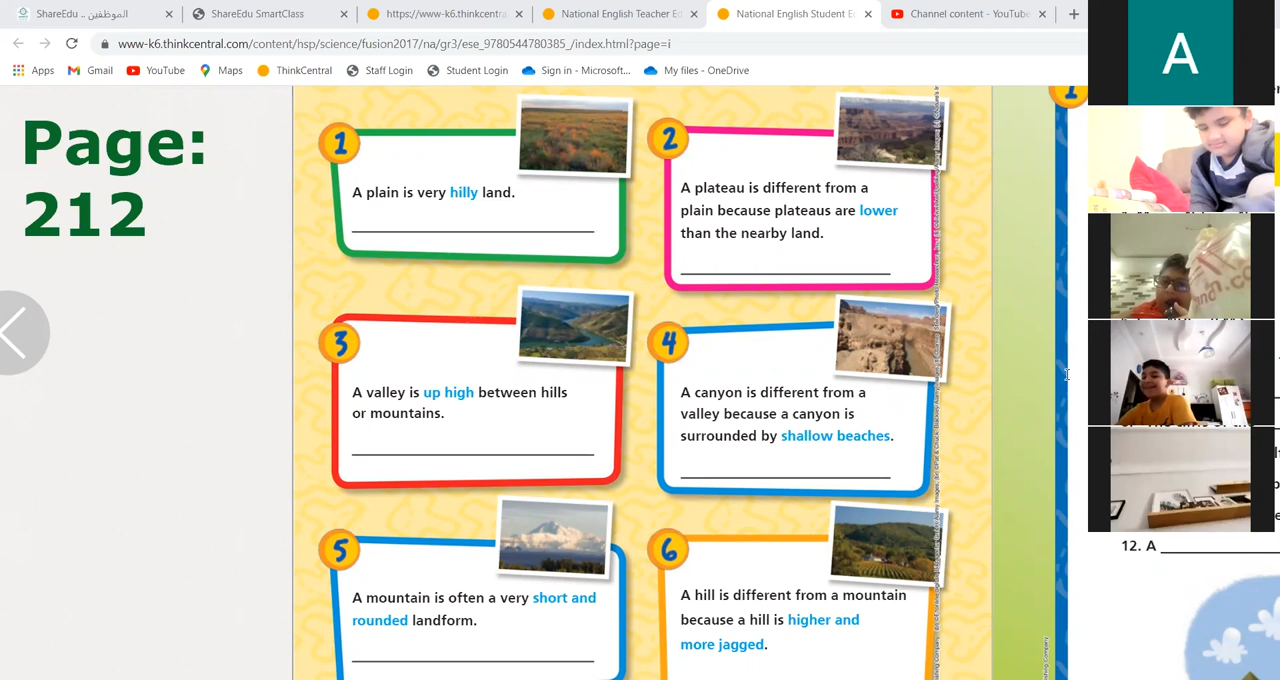 ShareEdu .. الموظفين
ShareEdu SmartClass
https://www-k6.thinkcentra
National English Teacher Ed
National English Student E
Channel content - YouTube
www-k6.thinkcentral.com/content/hsp/science/fusion2017/na/gr3/ese_9780544780385_/index.html?page=i
Apps
Gmail
YouTube
Maps
ThinkCentral
Staff Login
Student Login
Sign in - Microsoft...
My files - OneDrive
Page:
212
1
A plain is very hilly land.
2
A plateau is different from a
plain because plateaus are lower
than the nearby land.
3
A valley is up high between hills
or mountains.
4
A canyon is different from a
valley because a canyon is
surrounded by shallow beaches.
5
A mountain is often a very short and
rounded landform.
6
A hill is different from a mountain
because a hill is higher and
more jagged.
1
A
12. A